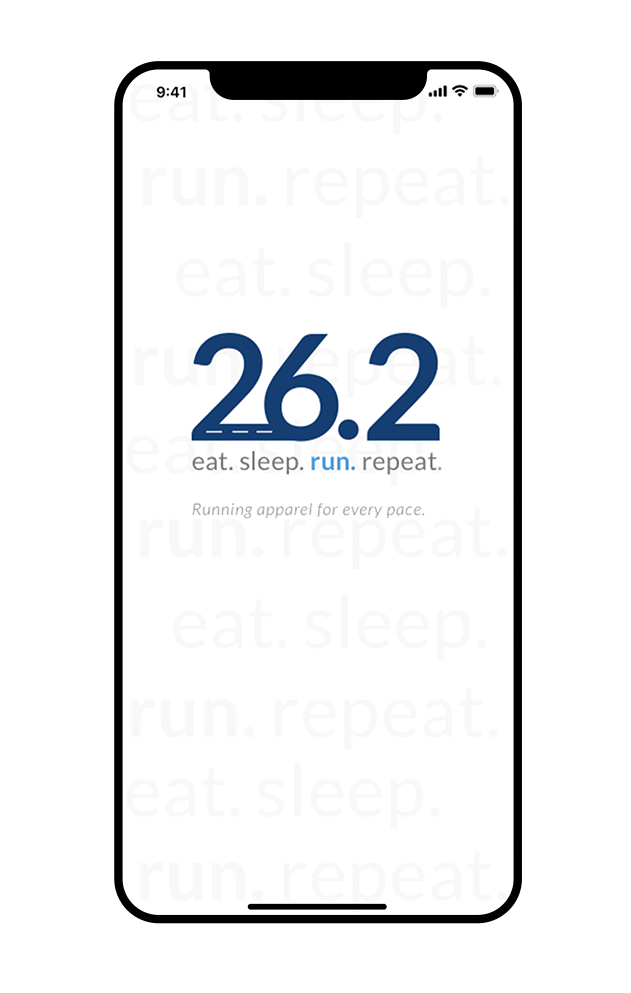 9:41
eat. sleep.
run. repeat.
eat. sleep.
run. repeat.
26.2
eat. sleep. run. repeat.
eat. sleep.
Running apparel for every pace.
run. repeat.
eat. sleep.
run. repeat.
eat. sleep.
run. repeat.